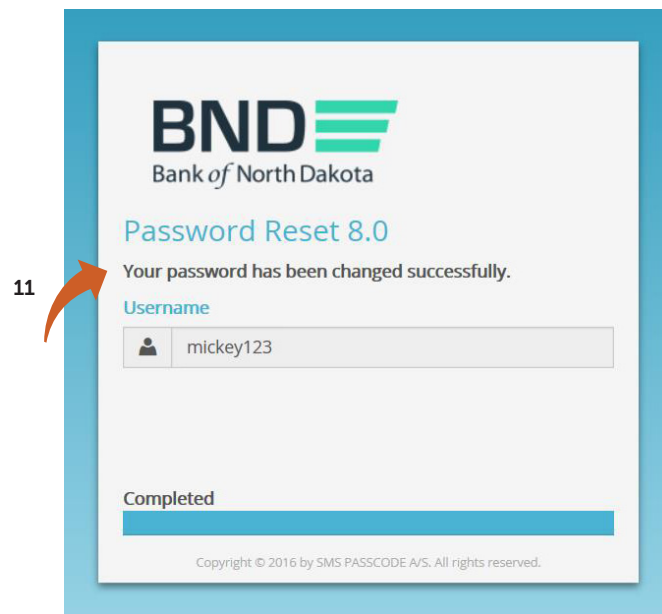 BND
Bank of North Dakota
Password Reset 8.0
Your password has been changed successfully.
11
Username
mickey123
Completed
Copyright © 2016 by SMS PASSCODE A/S. All rights reserved.